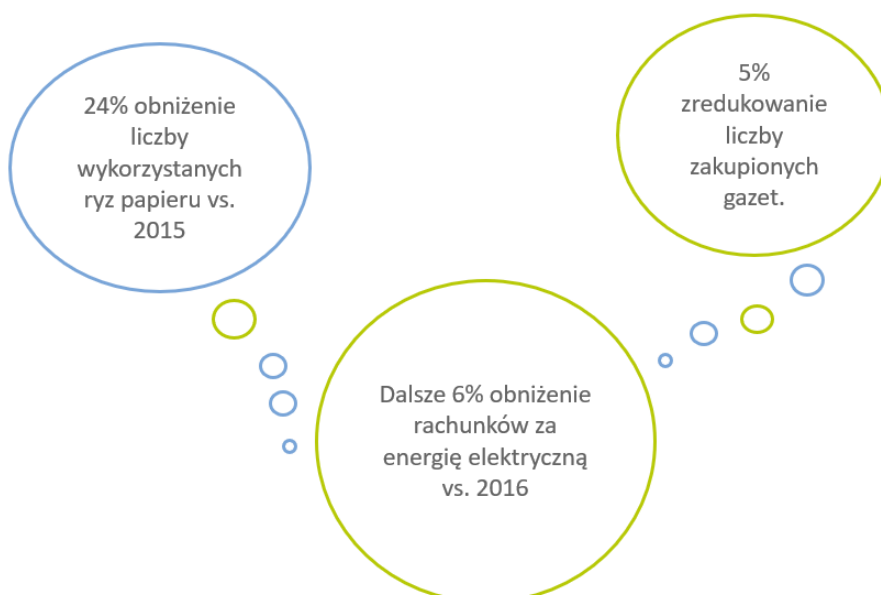 24% obniżenie
liczby
wykorzystanych
ryz papieru vs.
2015
5%
zredukowanie
liczby
zakupionych
gazet.
Dalsze 6% obniżenie
rachunków za
energię elektryczną
vs. 2016